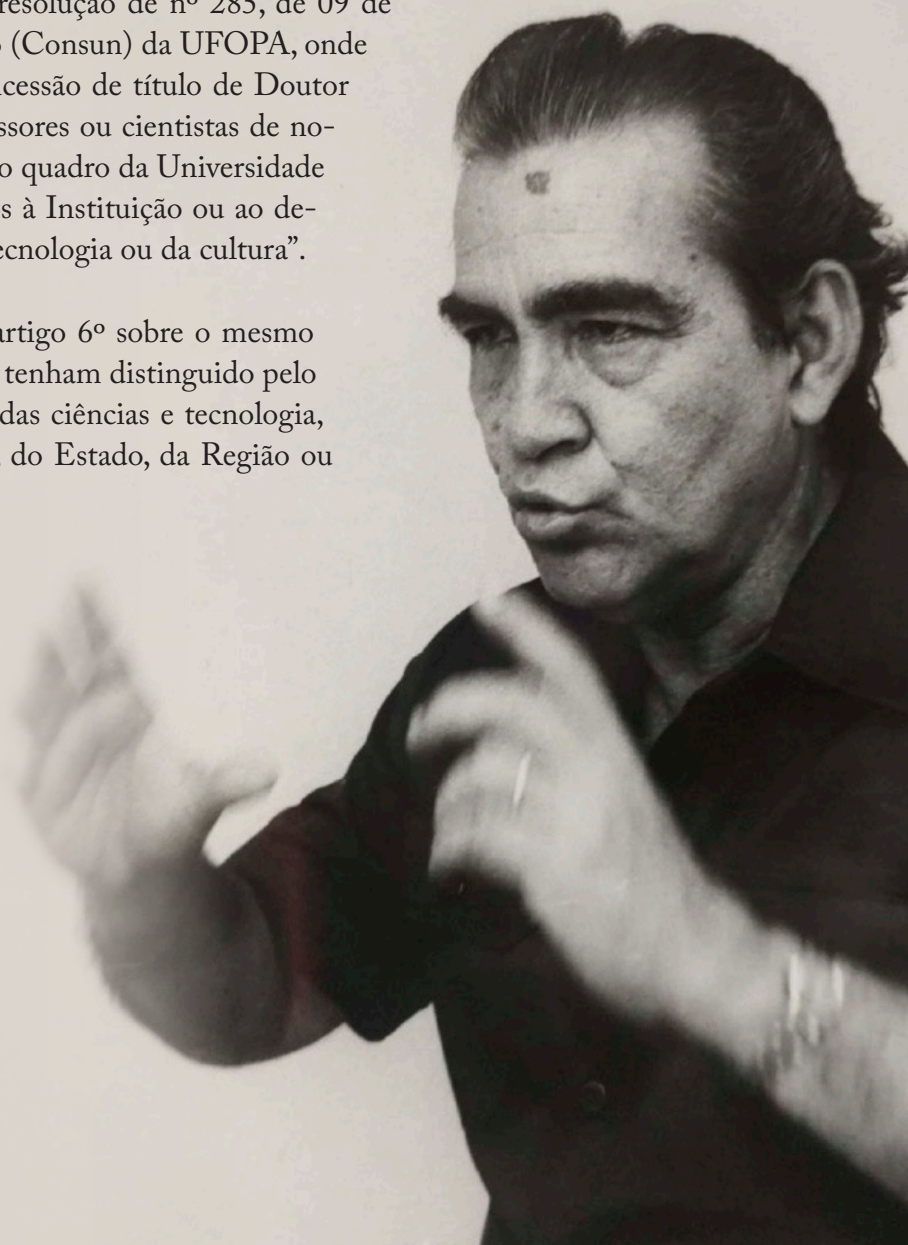 resolução de nº 285, de 09 de
o (Consun) da UFOPA, onde
cessão de título de Doutor
ssores ou cientistas de no-
o quadro da Universidade
s à Instituição ou ao de-
ecnologia ou da cultura”.
artigo 6º sobre o mesmo
tenham distinguido pelo
das ciências e tecnologia,
do Estado, da Região ou